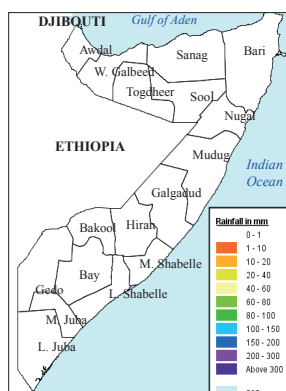 DJIBOUTI
Gulf of Aden
Awdal
Sanag
Bari
W. Galbeed
Togdheer
Sool
Nugal
ETHIOPIA
Mudug
Indian
Ocean
Galgadud
Bakool
Hiran
Bay
M. Shabelle
Gedo
L. Shabelle
M. Juba
L. Juba
Rainfall in mm
0 - 1
1 - 10
10 - 20
20 - 40
40 - 60
60 - 80
80 - 100
100 - 150
150 - 200
200 - 300
Above 300